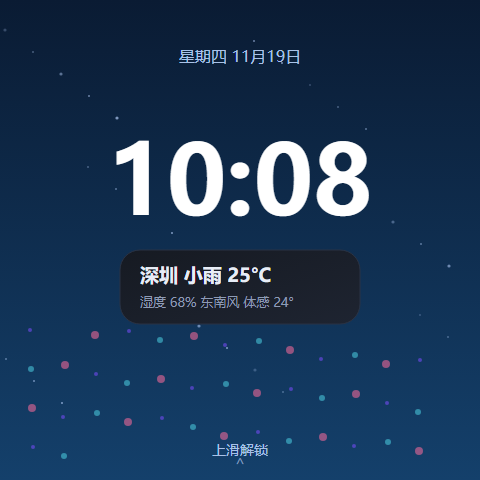 星期四 11月19日
10:08
深圳 小雨 25°C
湿度 68% 东南风 体感 24°
上滑解锁
^